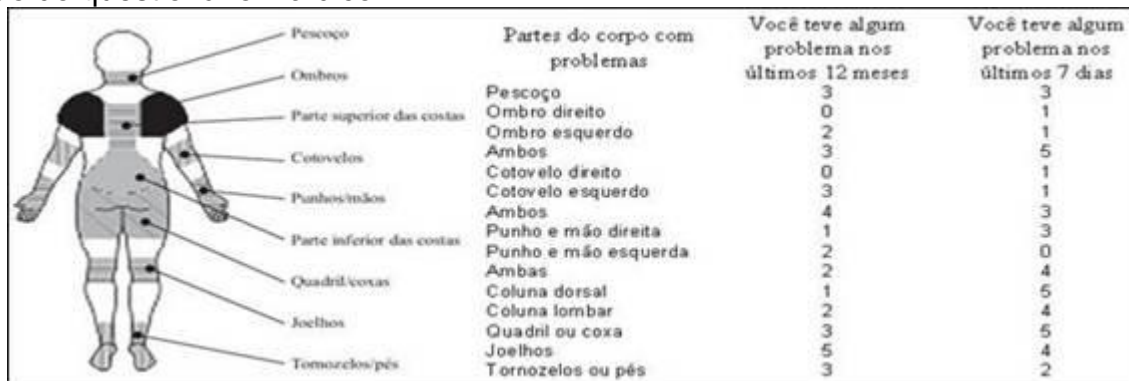 Pescoço
Ombros
Parte superior das costas
Cotovelos
Punhos/mãos
Parte inferior das costas
Quadril/coxas
Joelhos
Tornozelos/pés
Partes do corpo com problemas
Você teve algum problema nos últimos 12 meses
Você teve algum problema nos últimos 7 dias
Pescoço 3 3
Ombro direito 0 1
Ombro esquerdo 2 1
Ambos 3 5
Cotovelo direito 0 1
Cotovelo esquerdo 3 1
Ambos 4 3
Punho e mão direita 1 3
Punho e mão esquerda 2 0
Ambas 2 4
Coluna dorsal 1 5
Coluna lombar 2 4
Quadril ou coxa 3 5
Joelhos 5 4
Tornozelos ou pés 3 2